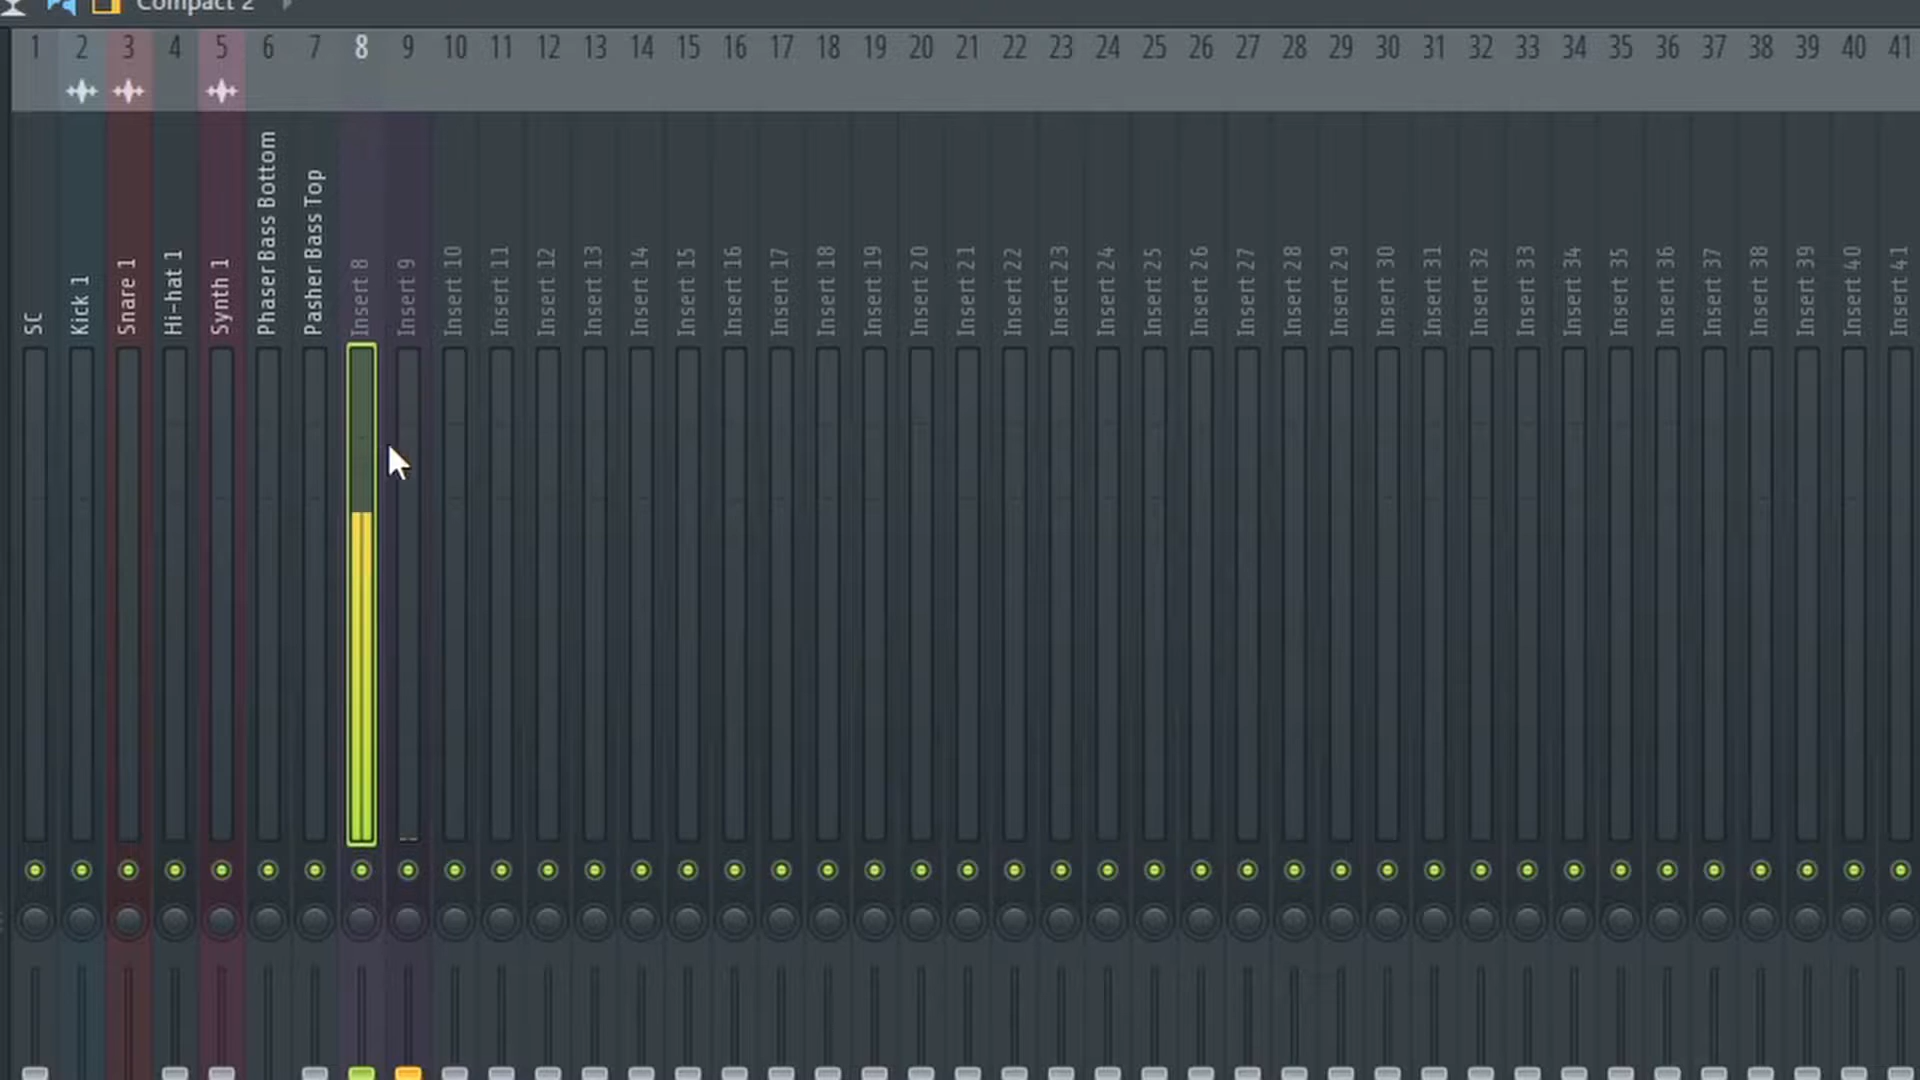 Compact 2
1 2 3 4 5 6 7 8 9 10 11 12 13 14 15 16 17 18 19 20 21 22 23 24 25 26 27 28 29 30 31 32 33 34 35 36 37 38 39 40 41
SC
Kick 1
Snare 1
Hi-hat 1
Synth 1
Phaser Bass Bottom
Pasher Bass Top
Insert 8
Insert 9
Insert 10
Insert 11
Insert 12
Insert 13
Insert 14
Insert 15
Insert 16
Insert 17
Insert 18
Insert 19
Insert 20
Insert 21
Insert 22
Insert 23
Insert 24
Insert 25
Insert 26
Insert 27
Insert 28
Insert 29
Insert 30
Insert 31
Insert 32
Insert 33
Insert 34
Insert 35
Insert 36
Insert 37
Insert 38
Insert 39
Insert 40
Insert 41